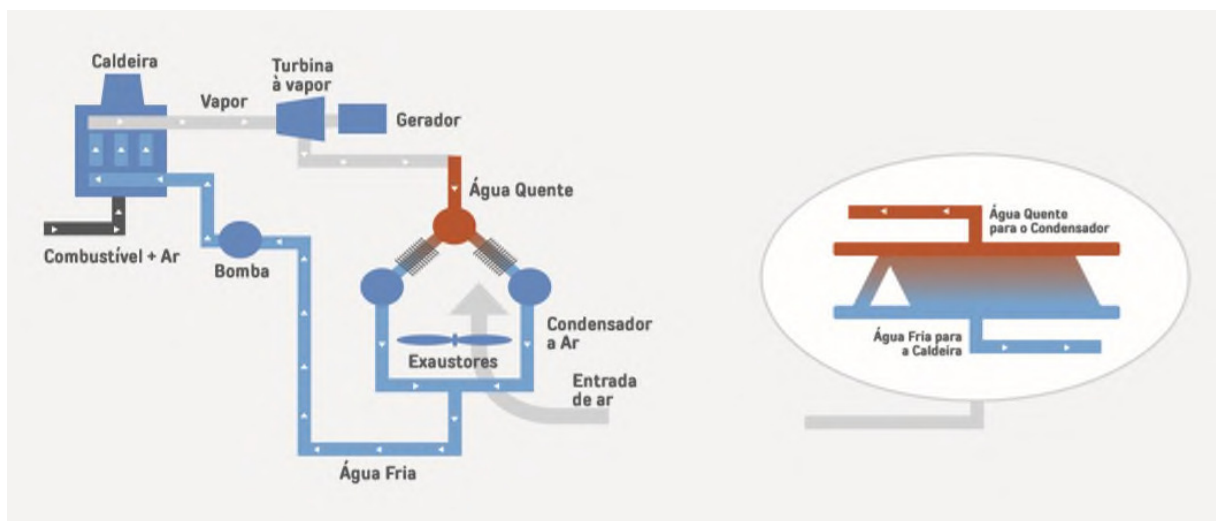 Caldeira
Turbina
à vapor
Vapor
Gerador
Água Quente
Combustível + Ar
Bomba
Condensador
a Ar
Exaustores
Entrada
de ar
Água Fria
Água Quente
para o Condensador
Água Fria para
a Caldeira